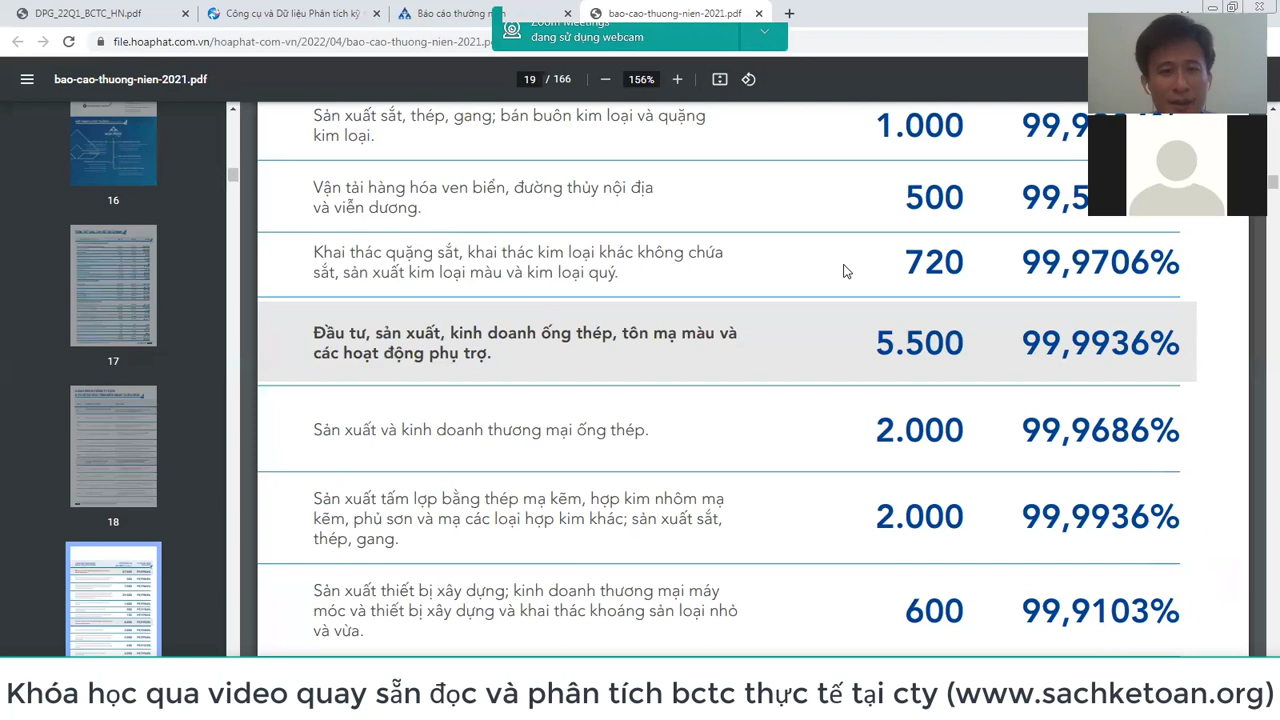 DPG_22Q1_BCTC_HN.pdf
Công cụ và Dữ liệu Phân tích kỹ
Báo cáo thường
bao-cao-thuong-nien-2021.pdf
Zoom Meetings
đang sử dụng webcam
file.hoaphat.com.vn/hoaphat-com-vn/2022/04/bao-cao-thuong-nien-2021.p
bao-cao-thuong-nien-2021.pdf
19 / 166
156%
Sản xuất sắt, thép, gang; bán buôn kim loại và quặng
kim loại.
1.000
99,9
Vận tài hàng hóa ven biển, đường thủy nội địa
và viễn dương.
500
99,5
Khai thác quặng sắt, khai thác kim loại khác không chứa
sắt, sản xuất kim loại màu và kim loại quý.
720
99,9706%
Đầu tư, sản xuất, kinh doanh ống thép, tôn mạ màu và
các hoạt động phụ trợ.
5.500
99,9936%
Sản xuất và kinh doanh thương mại ống thép.
2.000
99,9686%
Sản xuất tấm lợp bằng thép mạ kẽm, hợp kim nhôm mạ
kẽm, phủ sơn và mạ các loại hợp kim khác; sản xuất sắt,
thép, gang.
2.000
99,9936%
Sản xuất thiết bị xây dựng; kinh doanh thương mại máy
móc và thiết bị xây dựng và khai thác khoáng sản loại nhỏ
và vừa.
600
99,9103%
16
17
18
Khóa học qua video quay sẵn đọc và phân tích bctc thực tế tại cty (www.sachketoan.org)